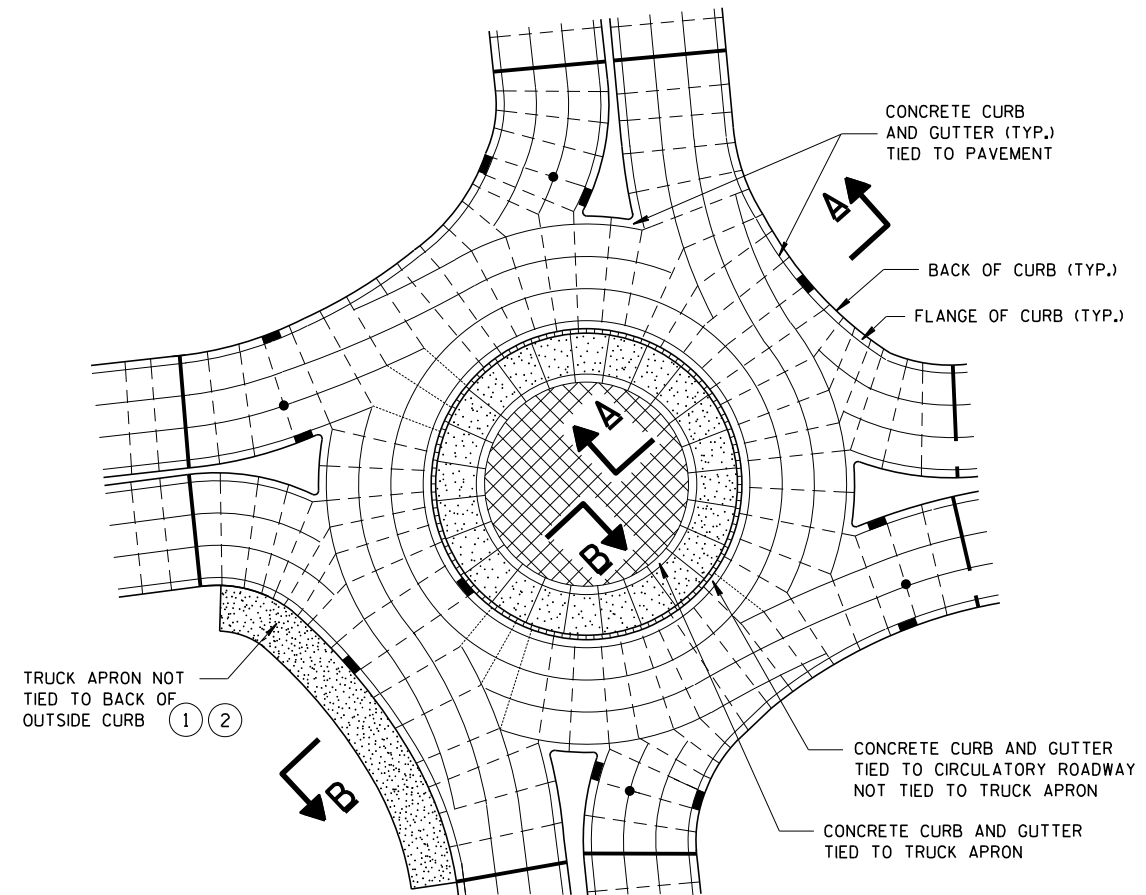 CONCRETE CURB
AND GUTTER (TYP.)
TIED TO PAVEMENT
A
BACK OF CURB (TYP.)
FLANGE OF CURB (TYP.)
A
B
TRUCK APRON NOT
TIED TO BACK OF
OUTSIDE CURB 1 2
B
CONCRETE CURB AND GUTTER
TIED TO CIRCULATORY ROADWAY
NOT TIED TO TRUCK APRON
CONCRETE CURB AND GUTTER
TIED TO TRUCK APRON